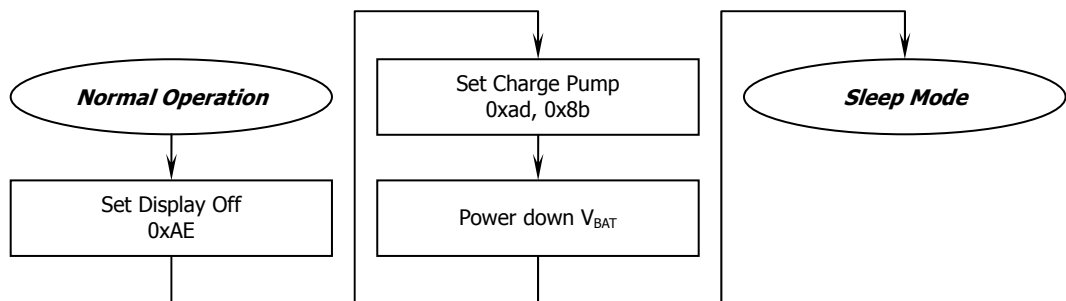 Normal Operation
Set Display Off
0xAE
Set Charge Pump
0xad, 0x8b
Power down VBAT
Sleep Mode